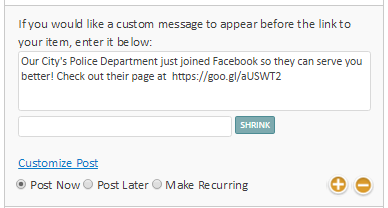 If you would like a custom message to appear before the link to
your item, enter it below:
Our City's Police Department just joined Facebook so they can serve you
better! Check out their page at  https://goo.gl/aUSWT2
SHRINK
Customize Post
Post Now Post Later Make Recurring